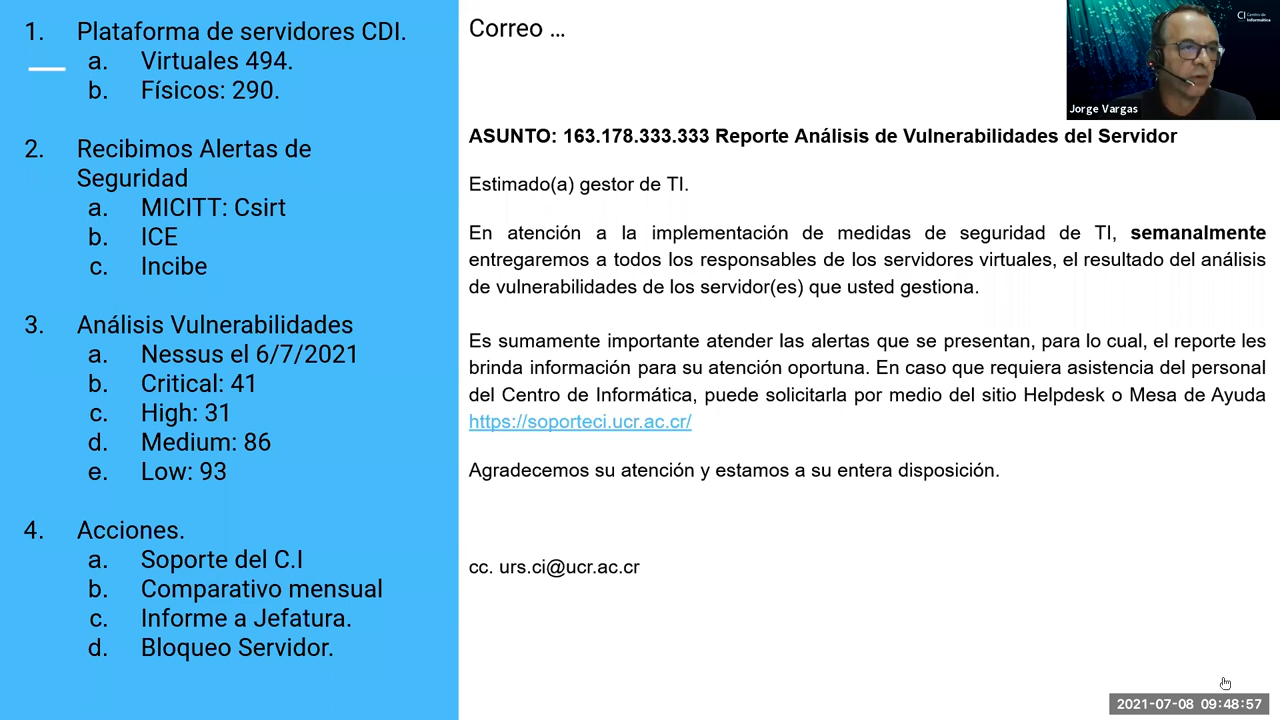 1. Plataforma de servidores CDI.
a. Virtuales 494.
b. Físicos: 290.
2. Recibimos Alertas de
Seguridad
a. MICITT: Csirt
b. ICE
c. Incibe
3. Análisis Vulnerabilidades
a. Nessus el 6/7/2021
b. Critical: 41
c. High: 31
d. Medium: 86
e. Low: 93
4. Acciones.
a. Soporte del C.I
b. Comparativo mensual
c. Informe a Jefatura.
d. Bloqueo Servidor.
Correo ...
ASUNTO: 163.178.333.333 Reporte Análisis de Vulnerabilidades del Servidor
Estimado(a) gestor de TI.
En atención a la implementación de medidas de seguridad de TI, semanalmente
entregaremos a todos los responsables de los servidores virtuales, el resultado del análisis
de vulnerabilidades de los servidor(es) que usted gestiona.
Es sumamente importante atender las alertas que se presentan, para lo cual, el reporte les
brinda información para su atención oportuna. En caso que requiera asistencia del personal
del Centro de Informática, puede solicitarla por medio del sitio Helpdesk o Mesa de Ayuda
https://soporteci.ucr.ac.cr/
Agradecemos su atención y estamos a su entera disposición.
cc. urs.ci@ucr.ac.cr
CI Centro de
Informática
Jorge Vargas
2021-07-08 09:48:57